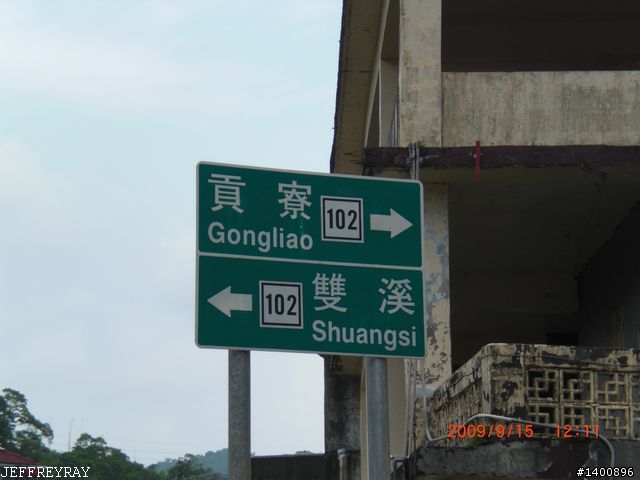 貢 寮 102
Gongliao
102 雙 溪
Shuangsi
2009/9/15 12:11
JEFFREYRAY #1400896